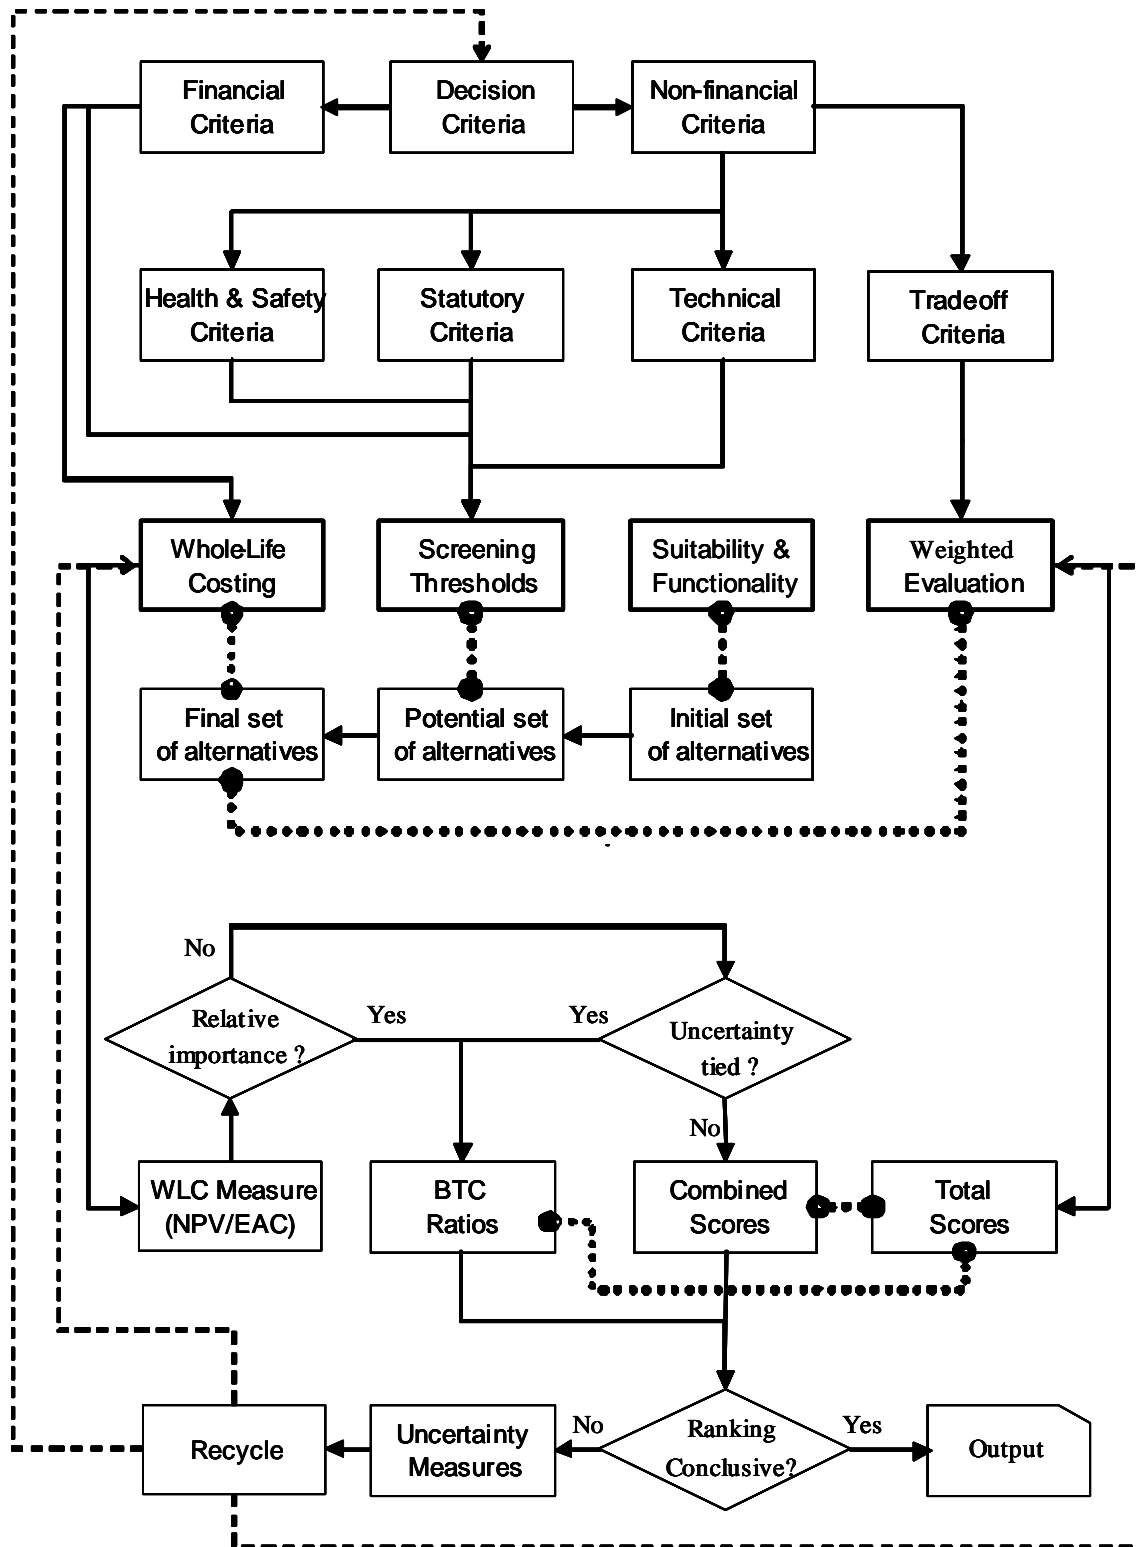 Financial
Criteria
Decision
Criteria
Non-financial
Criteria
Health & Safety
Criteria
Statutory
Criteria
Technical
Criteria
Tradeoff
Criteria
Whole-Life
Costing
Screening
Thresholds
Suitability &
Functionality
Weighted
Evaluation
Final set
of alternatives
Potential set
of alternatives
Initial set
of alternatives
No
Relative
importance ?
Yes
Yes
Uncertainty
tied ?
No
WLC Measure
(NPV/EAC)
BTC
Ratios
Combined
Scores
Total
Scores
Recycle
Uncertainty
Measures
No
Ranking
Conclusive?
Yes
Output